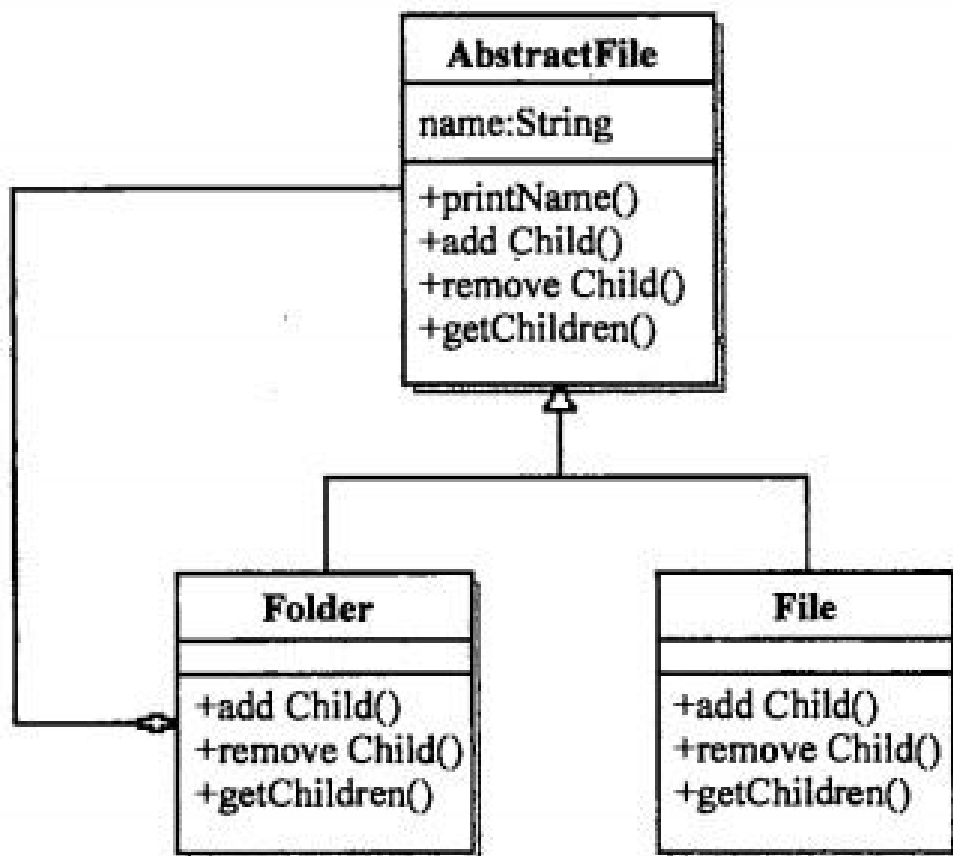 AbstractFile
name:String
+printName()
+add Child()
+remove Child()
+getChildren()
Folder
+add Child()
+remove Child()
+getChildren()
File
+add Child()
+remove Child()
+getChildren()